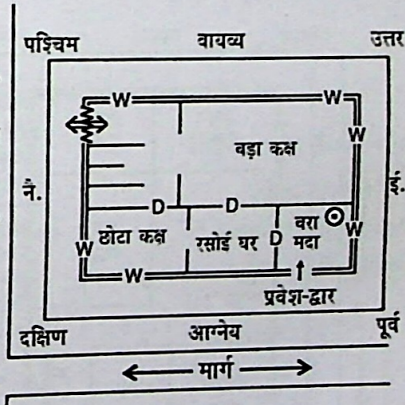 पश्चिम वायव्य उत्तर
W W
W
बड़ा कक्ष
नै. ई.
D D
छोटा कक्ष रसोई घर D वरा मदा W
W
W
प्रवेश-द्वार
दक्षिण आग्नेय पूर्व
मार्ग